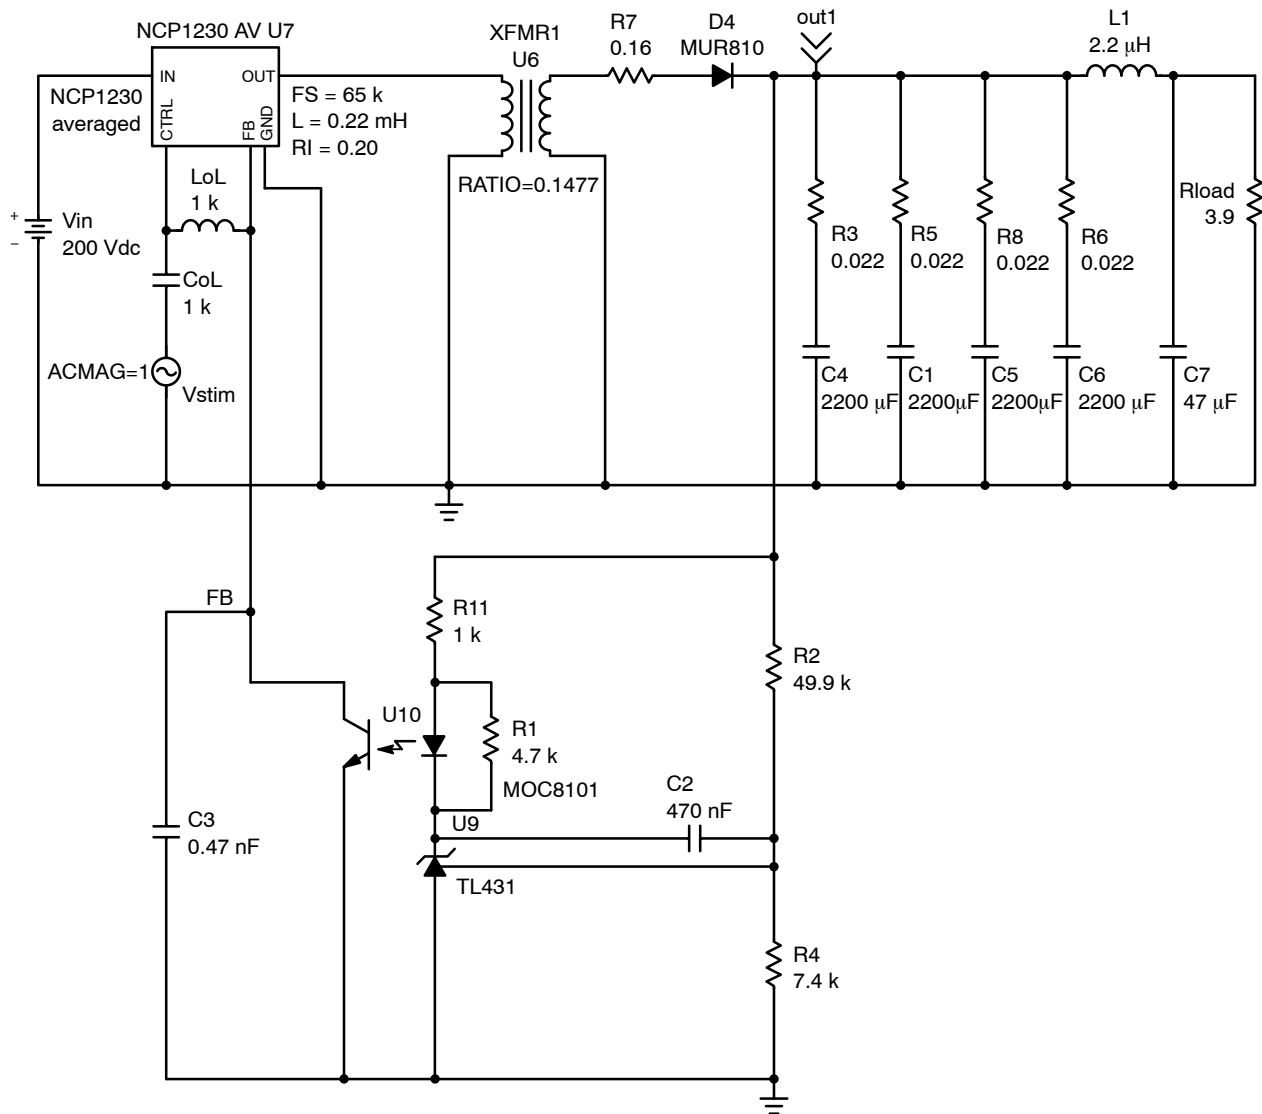 NCP1230 AV U7
IN
OUT
CTRL
FB
GND
NCP1230
averaged
FS = 65 k
L = 0.22 mH
RI = 0.20
LoL
1 k
+
−
Vin
200 Vdc
CoL
1 k
ACMAG=1
Vstim
XFMR1
U6
RATIO=0.1477
R7
0.16
D4
MUR810
out1
L1
2.2 μH
R3
0.022
R5
0.022
R8
0.022
R6
0.022
Rload
3.9
C4
2200 μF
C1
2200μF
C5
2200μF
C6
2200 μF
C7
47 μF
FB
R11
1 k
R2
49.9 k
U10
R1
4.7 k
MOC8101
C2
470 nF
C3
0.47 nF
U9
TL431
R4
7.4 k